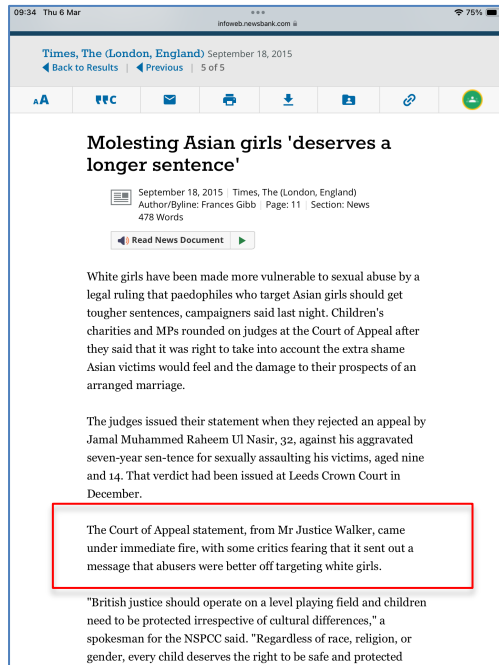 09:34 Thu 6 Mar
infoweb.newsbank.com
75%
Times, The (London, England) September 18, 2015
Back to Results | Previous | 5 of 5
AA
C
Molesting Asian girls 'deserves a
longer sentence'
September 18, 2015 | Times, The (London, England)
Author/Byline: Frances Gibb | Page: 11 | Section: News
478 Words
Read News Document
White girls have been made more vulnerable to sexual abuse by a
legal ruling that paedophiles who target Asian girls should get
tougher sentences, campaigners said last night. Children's
charities and MPs rounded on judges at the Court of Appeal after
they said that it was right to take into account the extra shame
Asian victims would feel and the damage to their prospects of an
arranged marriage.
The judges issued their statement when they rejected an appeal by
Jamal Muhammed Raheem Ul Nasir, 32, against his aggravated
seven-year sen-tence for sexually assaulting his victims, aged nine
and 14. That verdict had been issued at Leeds Crown Court in
December.
The Court of Appeal statement, from Mr Justice Walker, came
under immediate fire, with some critics fearing that it sent out a
message that abusers were better off targeting white girls.
"British justice should operate on a level playing field and children
need to be protected irrespective of cultural differences," a
spokesman for the NSPCC said. "Regardless of race, religion, or
gender, every child deserves the right to be safe and protected